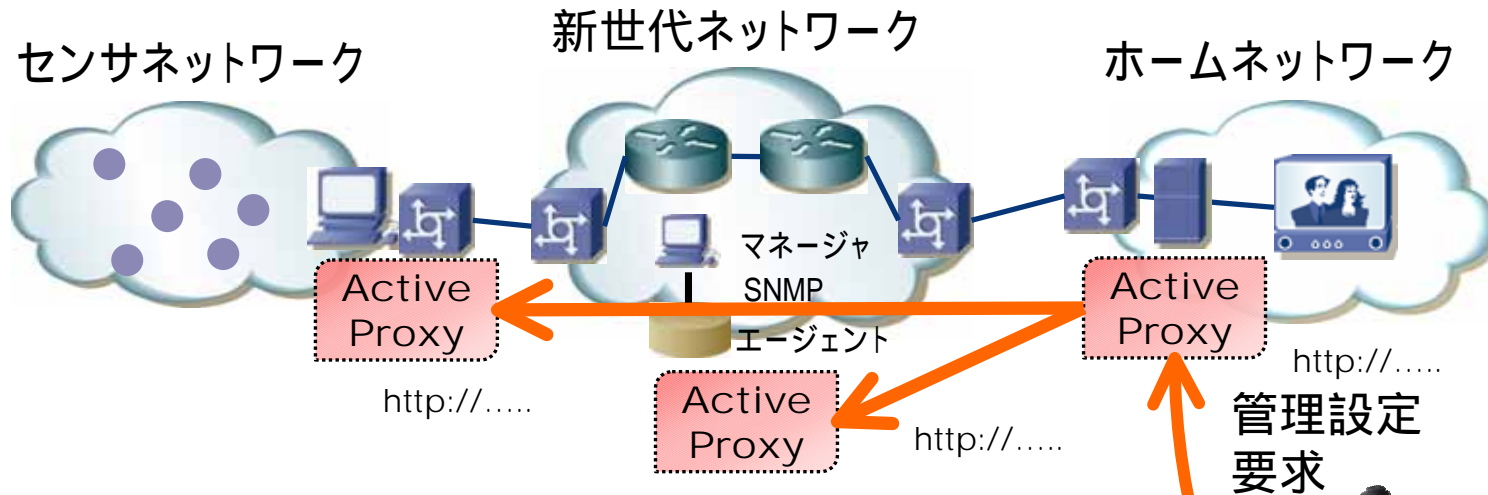 新世代ネットワーク
センサネットワーク
ホームネットワーク
マネージャ
SNMP
エージェント
Active
Proxy
http://.....
Active
Proxy
http://.....
Active
Proxy
http://.....
管理設定
要求